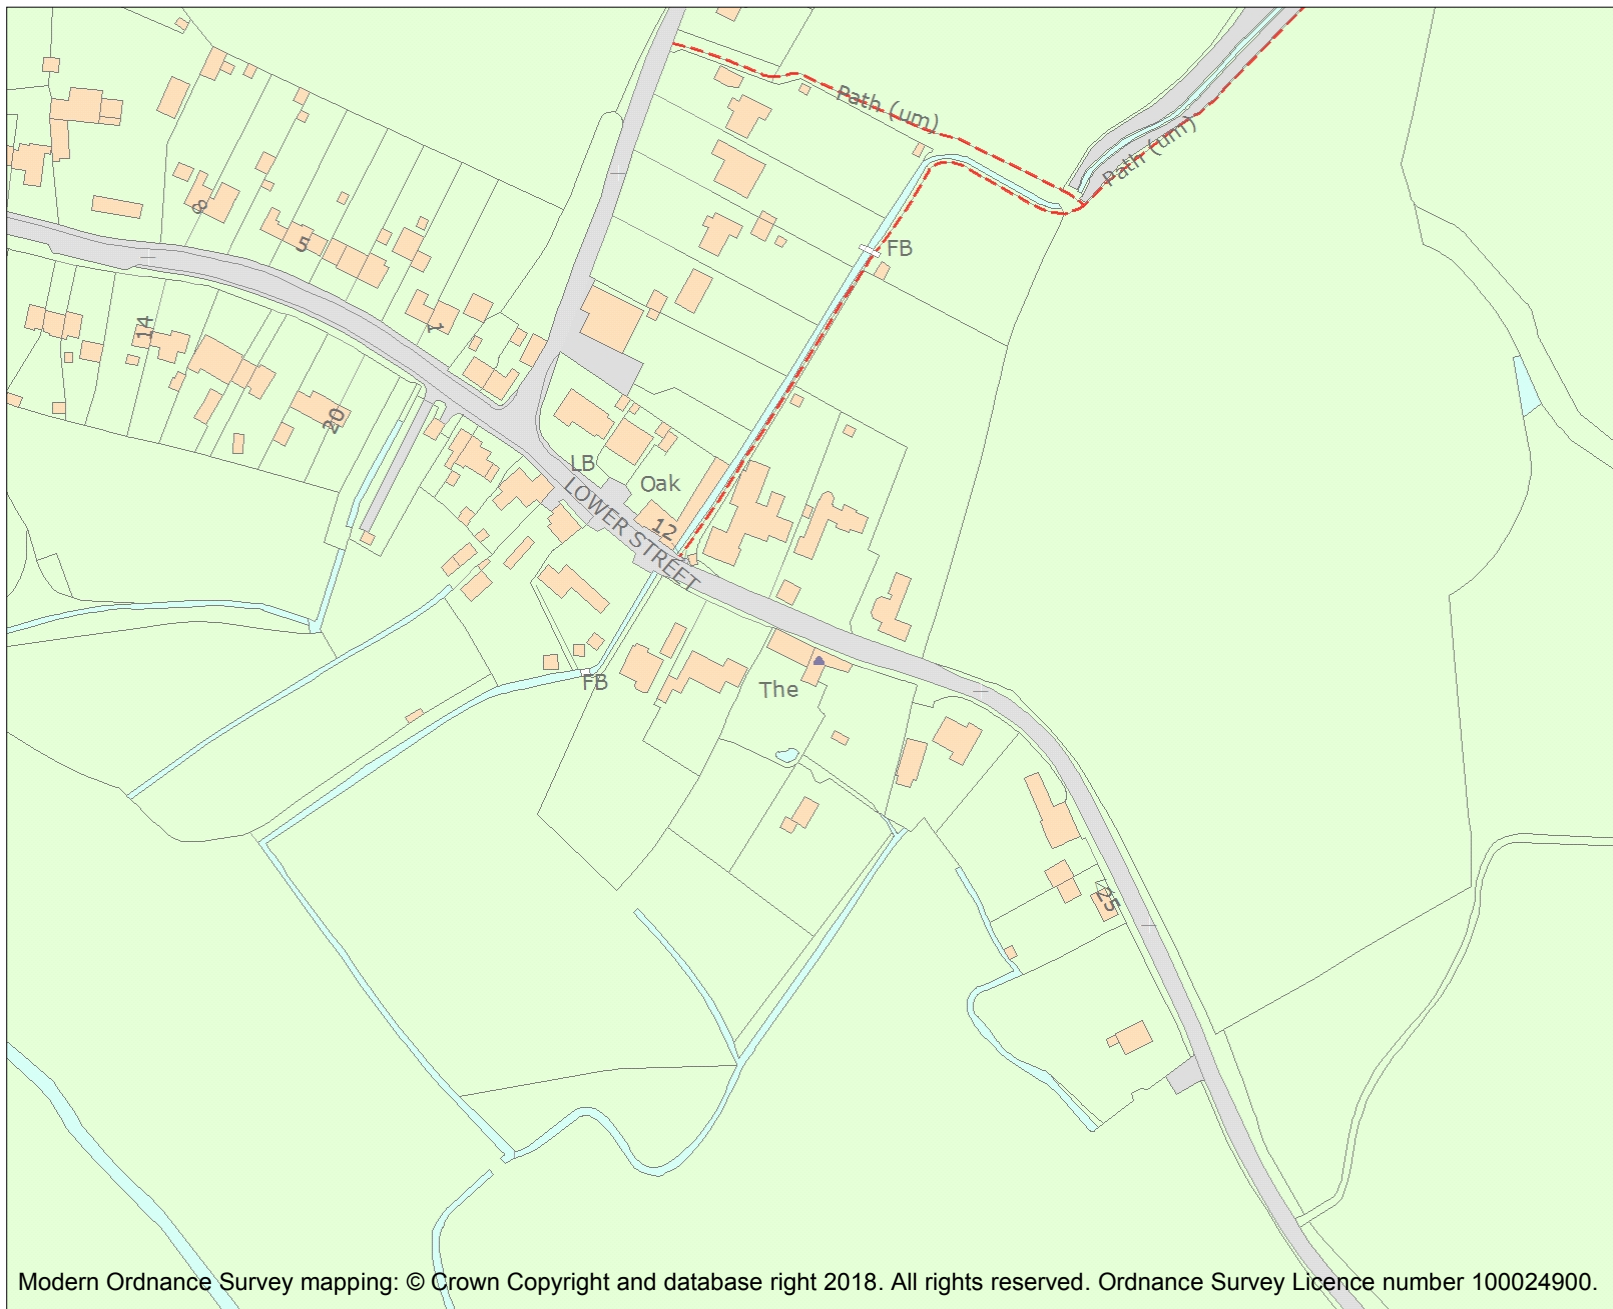 Path (um)
Path (um)
8
5
FB
14
1
20
LB
Oak
LOWER STREET
12
FB
The
25
Modern Ordnance Survey mapping: © Crown Copyright and database right 2018. All rights reserved. Ordnance Survey Licence number 100024900.